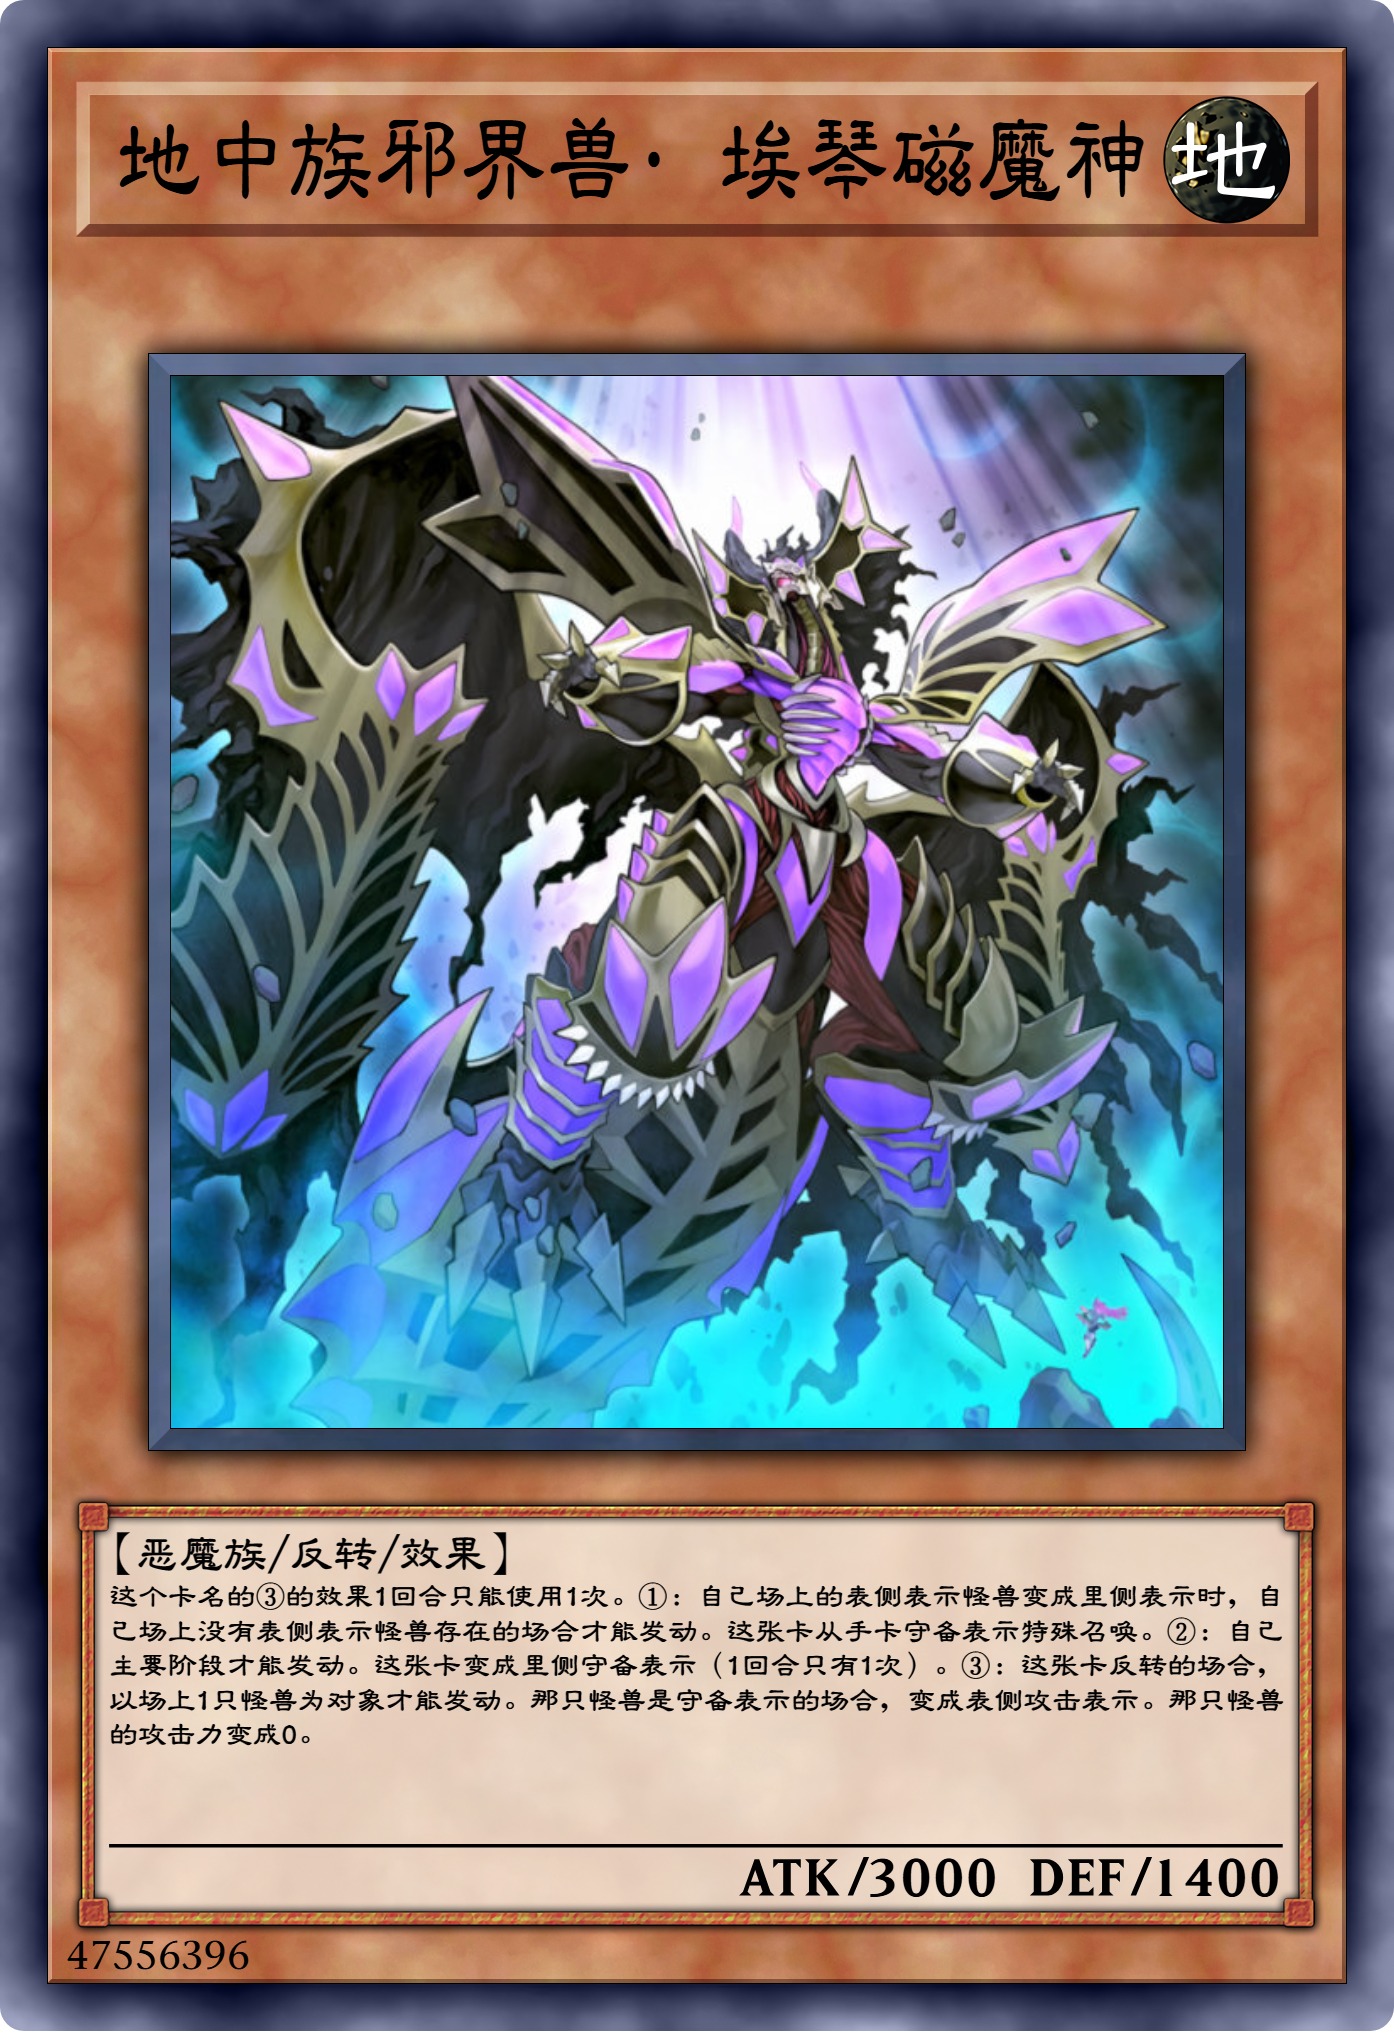 地中族邪界兽·埃琴磁魔神
地
【恶魔族/反转/效果】
这个卡名的③的效果1回合只能使用1次。①：自己场上的表侧表示怪兽变成里侧表示时，自
己场上没有表侧表示怪兽存在的场合才能发动。这张卡从手卡守备表示特殊召唤。②：自己
主要阶段才能发动。这张卡变成里侧守备表示（1回合只有1次）。③：这张卡反转的场合，
以场上1只怪兽为对象才能发动。那只怪兽是守备表示的场合，变成表侧攻击表示。那只怪兽
的攻击力变成0。
ATK/3000 DEF/1400
47556396